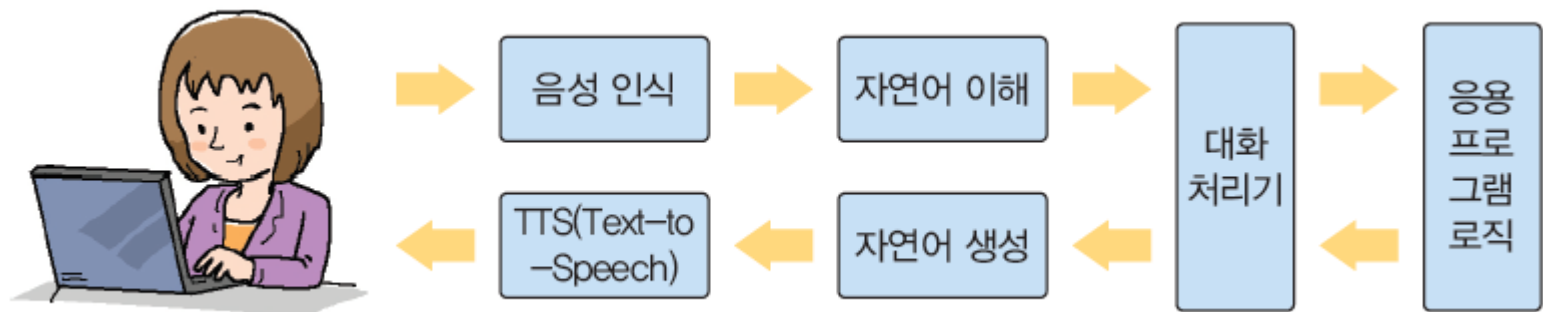 음성 인식
자연어 이해
대화
처리기
응용
프로
그램
로직
TTS(Text-to
-Speech)
자연어 생성